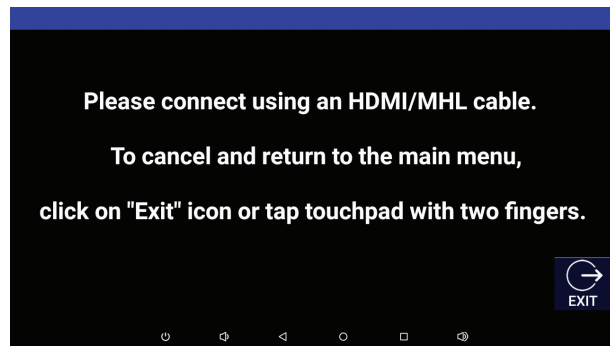 Please connect using an HDMI/MHL cable.
To cancel and return to the main menu,
click on "Exit" icon or tap touchpad with two fingers.
EXIT